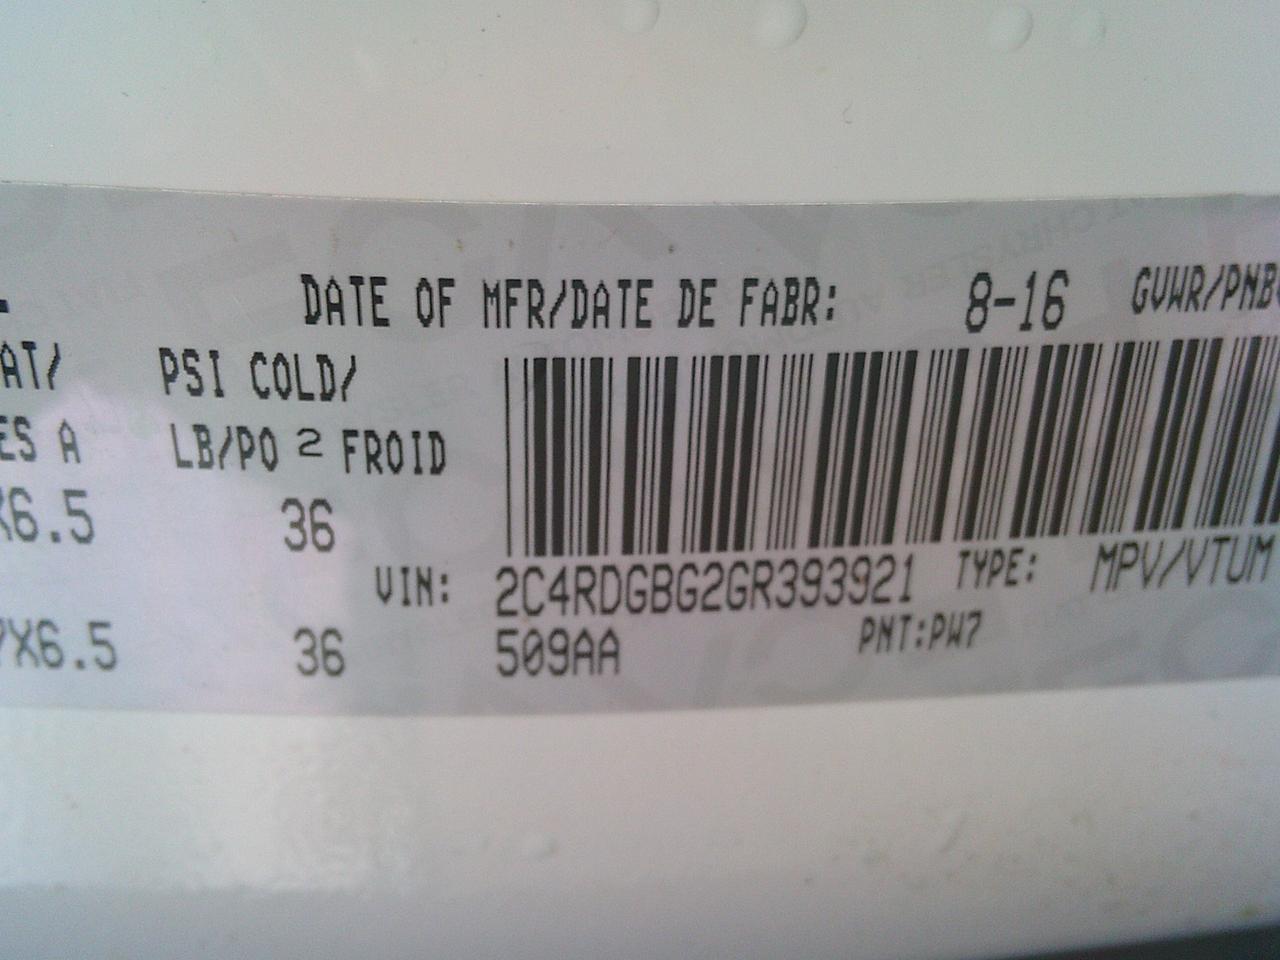 DATE OF MFR/DATE DE FABR: 8-16 GVWR/PNB
AT/ PSI COLD/
ES A LB/PO 2 FROID
X6.5 36
VIN: 2C4RDGBG2GR393921 TYPE: MPV/VTUM
7X6.5 36 509AA PNT:PW7